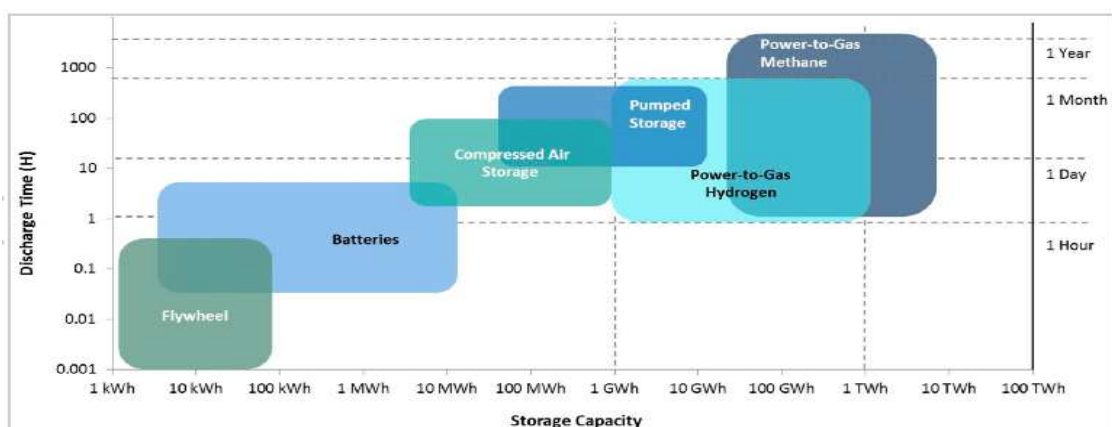 Power-to-Gas
Methane
1 Year
1000
1 Month
100
Pumped
Storage
Compressed Air
Storage
10
Power-to-Gas
Hydrogen
1 Day
1
Batteries
1 Hour
0.1
Flywheel
0.01
0.001
Discharge Time (H)
1 kWh 10 kWh 100 kWh 1 MWh 10 MWh 100 MWh 1 GWh 10 GWh 100 GWh 1 TWh 10 TWh 100 TWh
Storage Capacity